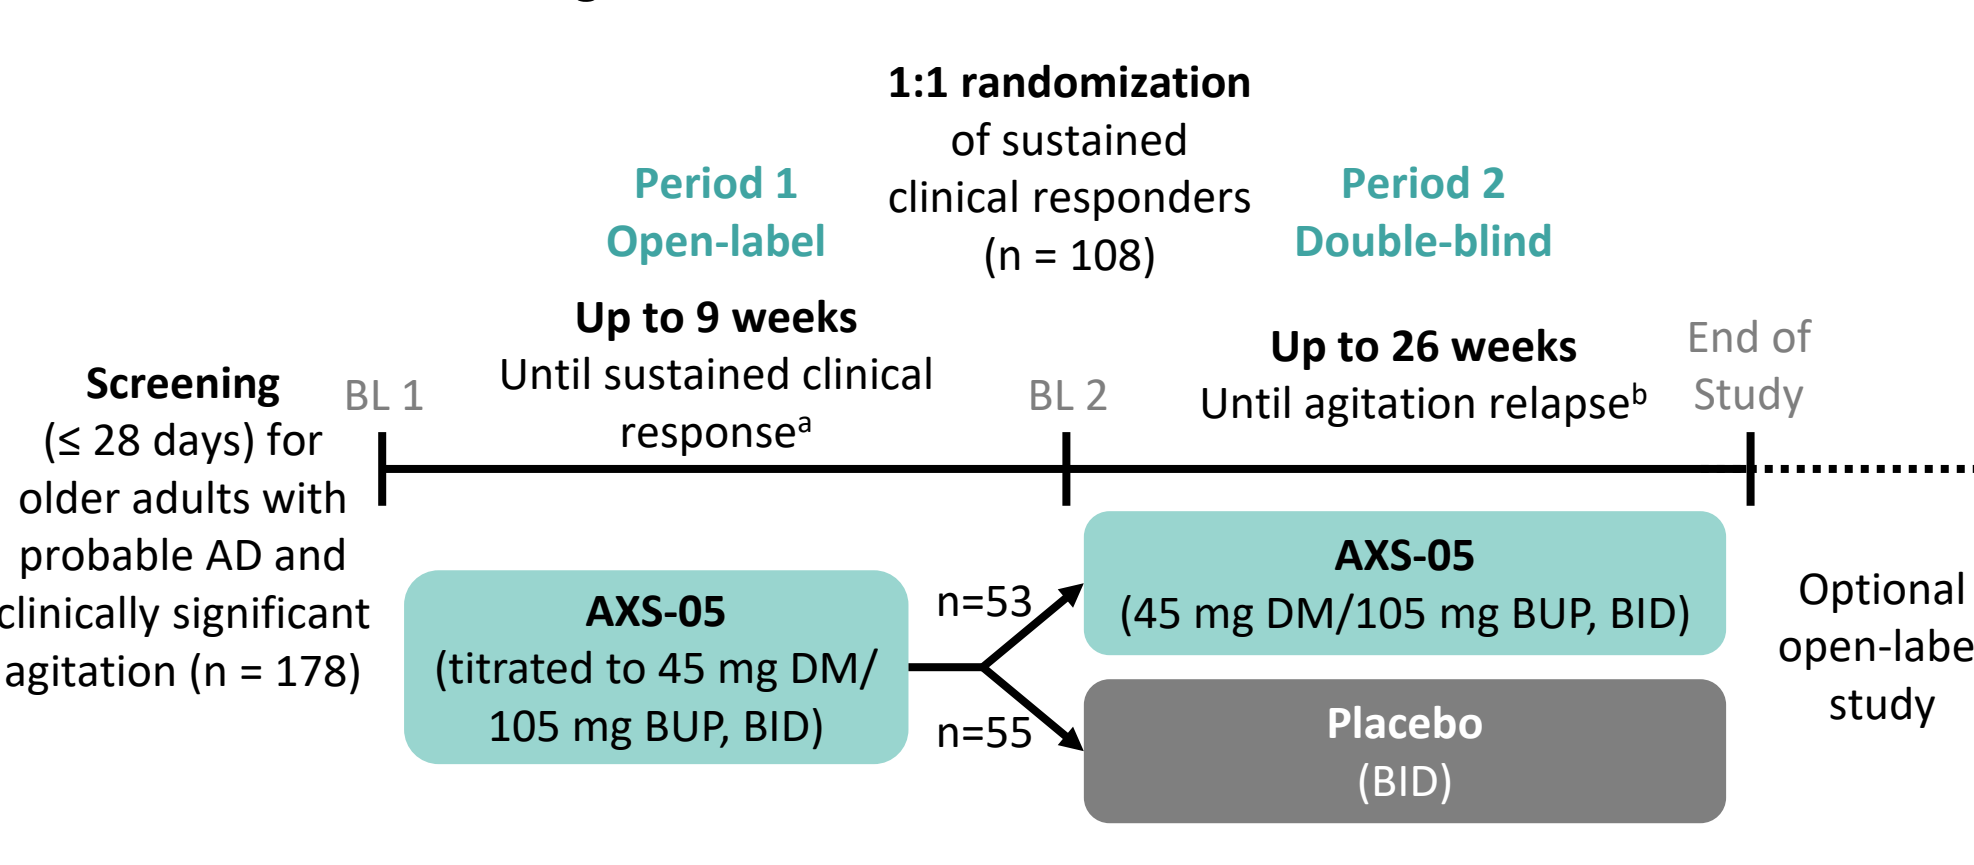 Screening
(≤ 28 days) for
older adults with
probable AD and
clinically significant
agitation (n = 178)
BL 1
Period 1
Open-label
Up to 9 weeks
Until sustained clinical
responseᵃ
AXS-05
(titrated to 45 mg DM/
105 mg BUP, BID)
1:1 randomization
of sustained
clinical responders
(n = 108)
BL 2
n=53
n=55
Period 2
Double-blind
Up to 26 weeks
Until agitation relapseᵇ
AXS-05
(45 mg DM/105 mg BUP, BID)
Placebo
(BID)
End of
Study
Optional
open-labe
study